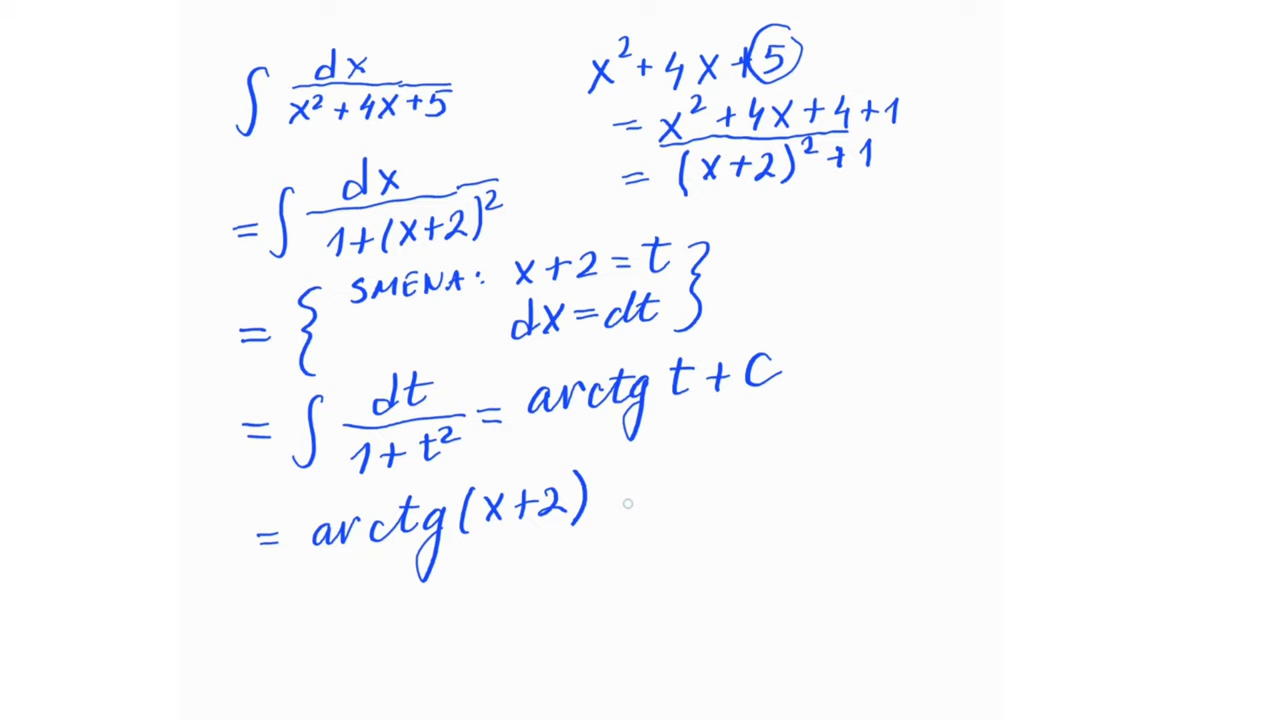 ∫ dx / (x² + 4x + 5)
x² + 4x + 5
= x² + 4x + 4 + 1
= (x+2)² + 1
= ∫ dx / (1 + (x+2)²)
= { SMENA: x + 2 = t
dx = dt }
= ∫ dt / (1 + t²) = arctg t + C
= arctg (x+2)